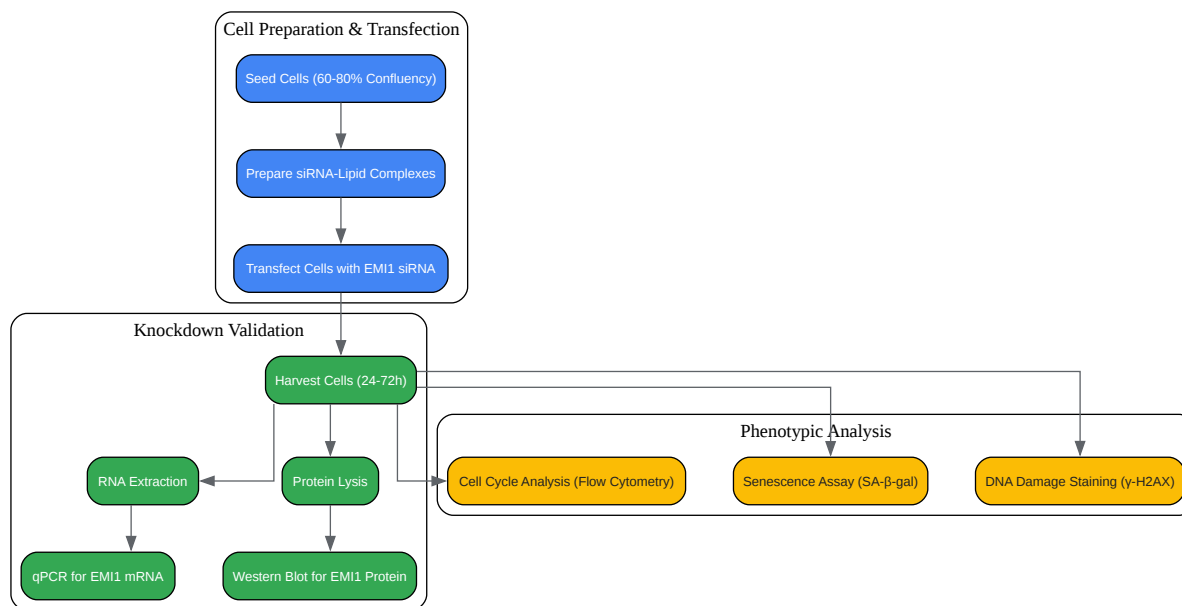 Cell Preparation & Transfection
Seed Cells (60-80% Confluency)
Prepare siRNA-Lipid Complexes
Transfect Cells with EMI1 siRNA
Knockdown Validation
Harvest Cells (24-72h)
RNA Extraction
Protein Lysis
qPCR for EMI1 mRNA
Western Blot for EMI1 Protein
Phenotypic Analysis
Cell Cycle Analysis (Flow Cytometry)
Senescence Assay (SA-β-gal)
DNA Damage Staining (γ-H2AX)